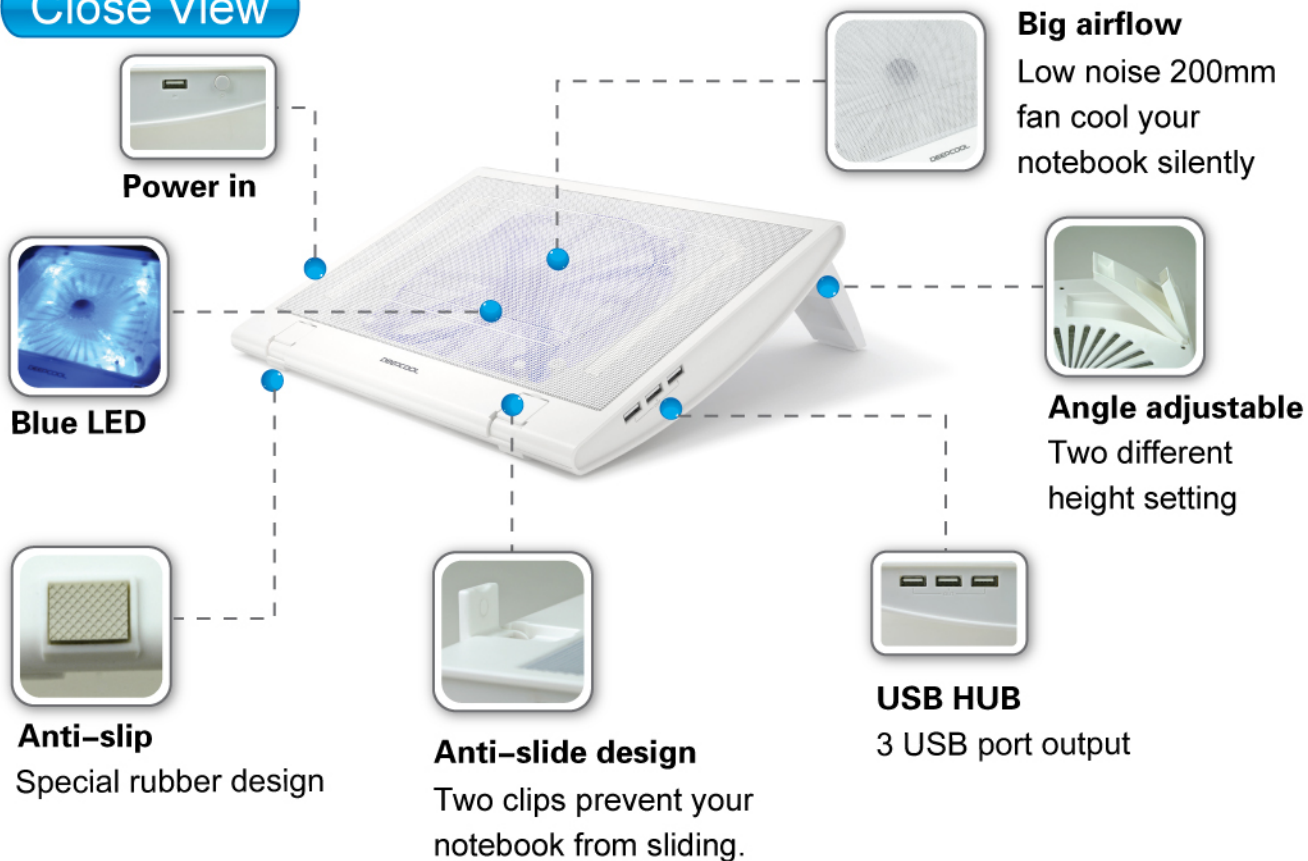 Close View
Power in
Big airflow
Low noise 200mm
fan cool your
notebook silently
DEEPCOOL
Blue LED
DEEPCOOL
DEEPCOOL
Angle adjustable
Two different
height setting
Anti-slip
Special rubber design
Anti-slide design
Two clips prevent your
notebook from sliding.
USB HUB
3 USB port output